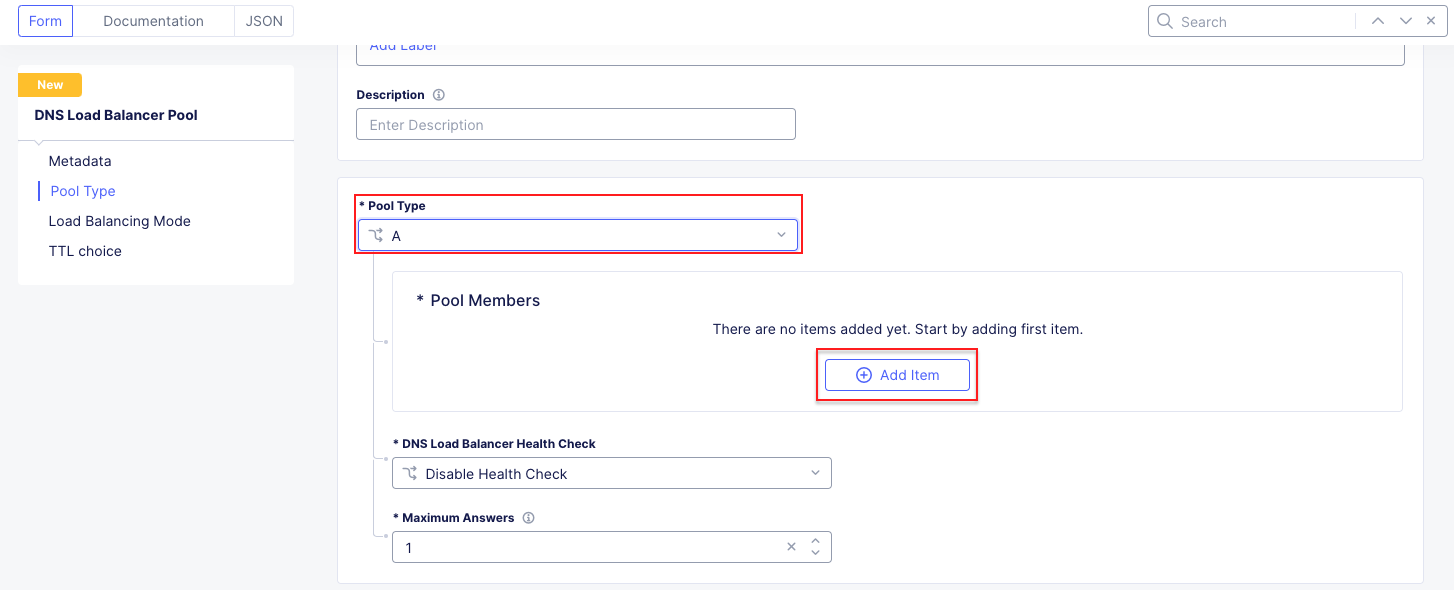 Form Documentation JSON
Search
New
DNS Load Balancer Pool
Metadata
Pool Type
Load Balancing Mode
TTL choice
Add Label
Description
Enter Description
* Pool Type
A
* Pool Members
There are no items added yet. Start by adding first item.
Add Item
* DNS Load Balancer Health Check
Disable Health Check
* Maximum Answers
1